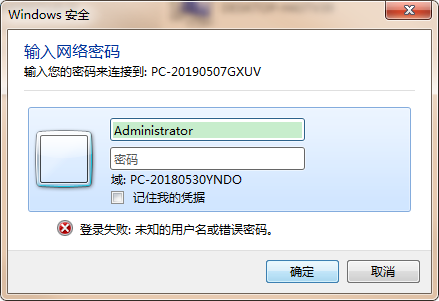 Windows 安全
输入网络密码
输入您的密码来连接到: PC-20190507GXUV
Administrator
密码
域: PC-20180530YNDO
记住我的凭据
登录失败: 未知的用户名或错误密码。
确定
取消